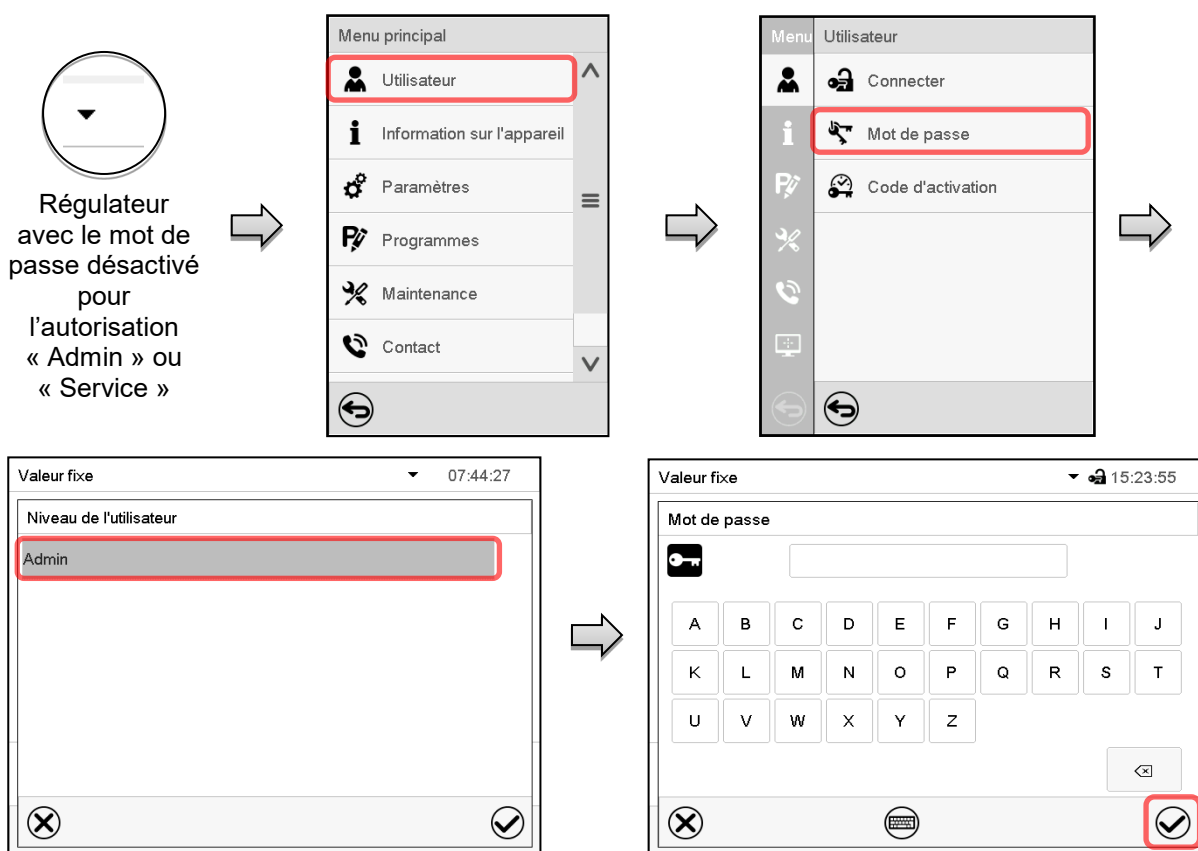 Régulateur
avec le mot de
passe désactivé
pour
l'autorisation
« Admin » ou
« Service »
Menu principal
Utilisateur
Information sur l'appareil
Paramètres
Programmes
Maintenance
Contact
Menu
Utilisateur
Connecter
Mot de passe
Code d'activation
Valeur fixe 07:44:27
Niveau de l'utilisateur
Admin
Valeur fixe 15:23:55
Mot de passe
A B C D E F G H I J
K L M N O P Q R S T
U V W X Y Z